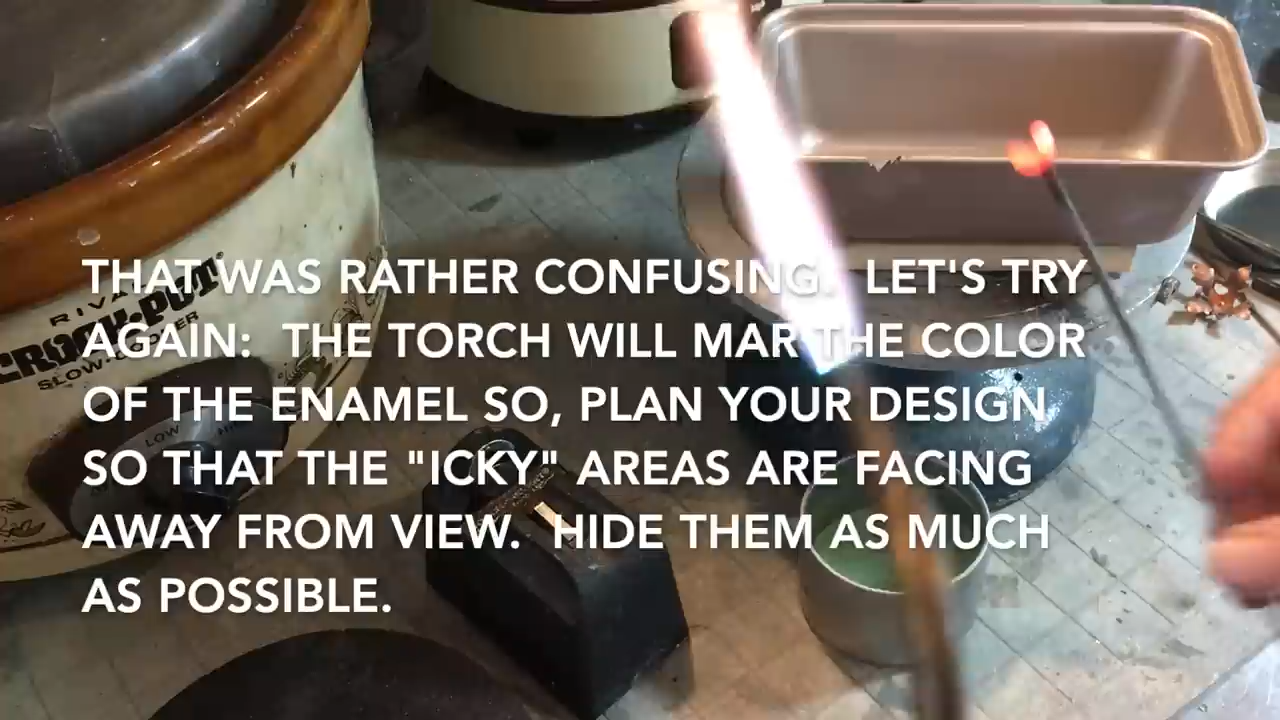 THAT WAS RATHER CONFUSING.  LET'S TRY
AGAIN:  THE TORCH WILL MAR THE COLOR
OF THE ENAMEL SO, PLAN YOUR DESIGN
SO THAT THE "ICKY" AREAS ARE FACING
AWAY FROM VIEW.  HIDE THEM AS MUCH
AS POSSIBLE.
RIVAL
CROCK-POT
SLOW COOKER
LOW